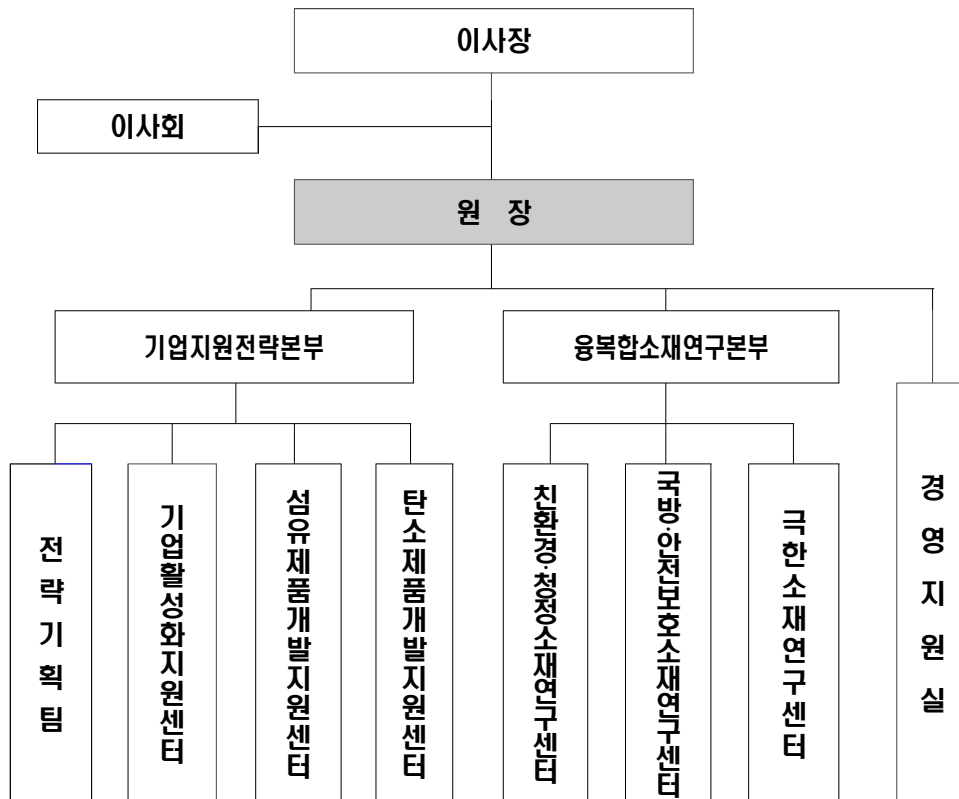 이사장
이사회
원 장
기업지원전략본부
융복합소재연구본부
전략기획팀
기업활성화지원센터
섬유제품개발지원센터
탄소제품개발지원센터
친환경·청정소재연구센터
국방·안전보호소재연구센터
극한소재연구센터
경영지원실